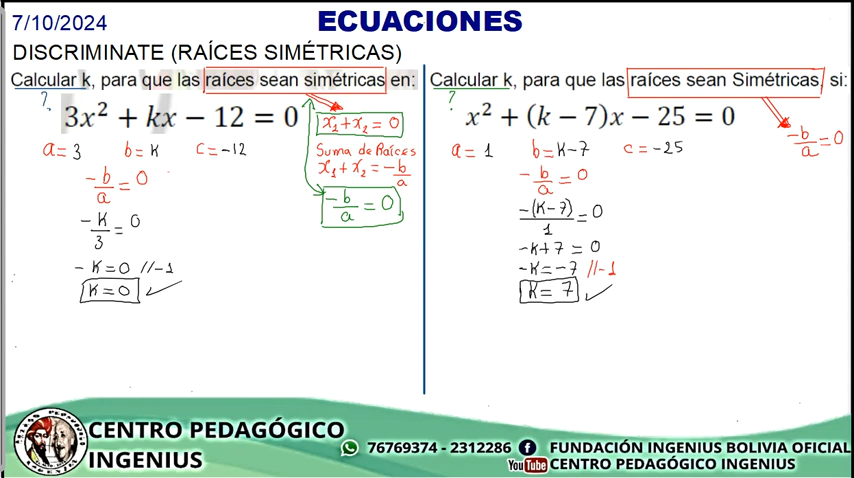 7/10/2024
ECUACIONES
DISCRIMINATE (RAÍCES SIMÉTRICAS)
Calcular k, para que las raíces sean simétricas en:
?
3x² + kx − 12 = 0
x₁+x₂ = 0
a = 3 b = k c = -12
Suma de Raíces
x₁+x₂ = -b/a
-b/a = 0
-b/a = 0
-k/3 = 0
-k = 0 //-1
k = 0
Calcular k, para que las raíces sean Simétricas, si:
?
x² + (k − 7)x − 25 = 0
-b/a = 0
a = 1 b = k-7 c = -25
-b/a = 0
-(k-7)/1 = 0
-k+7 = 0
-k = -7 //-1
k = 7
CENTRO PEDAGÓGICO
INGENIUS
76769374 - 2312286
FUNDACIÓN INGENIUS BOLIVIA OFICIAL
YouTube CENTRO PEDAGÓGICO INGENIUS